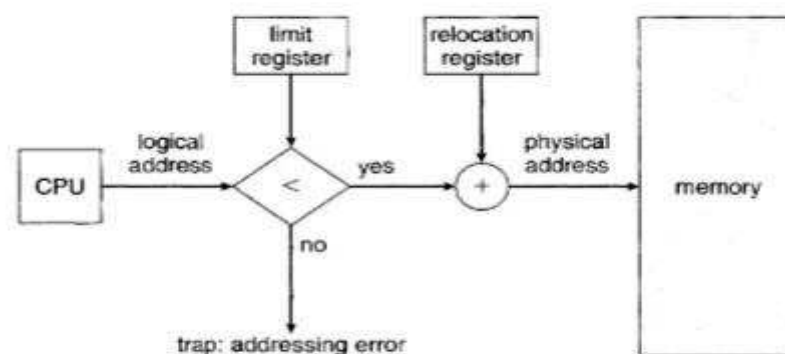 limit
register
relocation
register
logical
address
physical
address
CPU
<
yes
+
memory
no
trap: addressing error